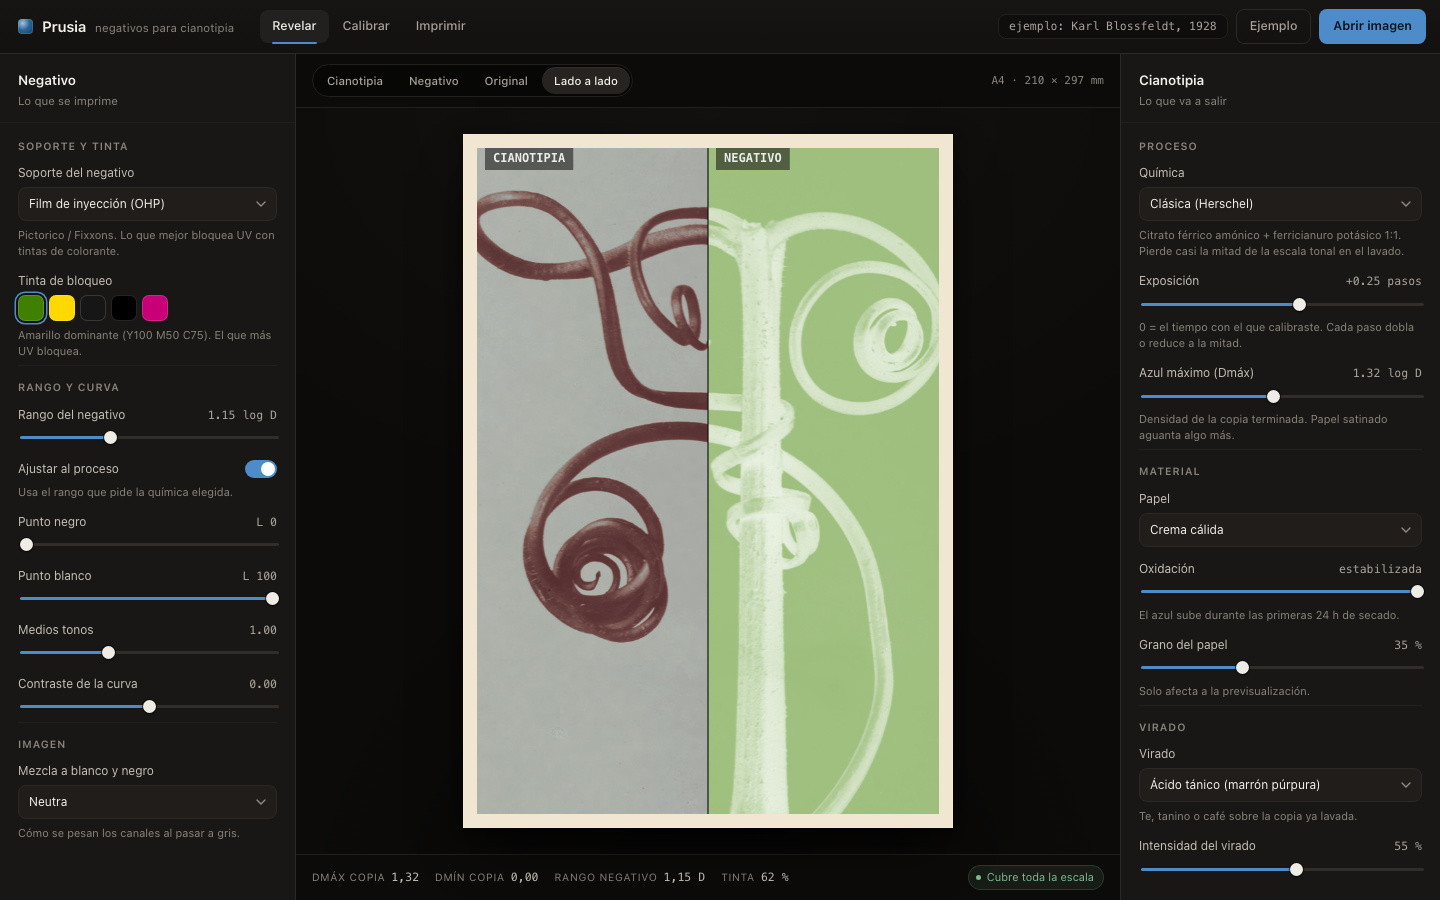 Prusia negativos para cianotipia
Revelar Calibrar Imprimir
ejemplo: Karl Blossfeldt, 1928
Ejemplo
Abrir imagen
Negativo
Lo que se imprime
SOPORTE Y TINTA
Soporte del negativo
Film de inyección (OHP)
Pictorico / Fixxons. Lo que mejor bloquea UV con
tintas de colorante.
Tinta de bloqueo
Amarillo dominante (Y100 M50 C75). El que más
UV bloquea.
RANGO Y CURVA
Rango del negativo 1.15 log D
Ajustar al proceso
Usa el rango que pide la química elegida.
Punto negro L 0
Punto blanco L 100
Medios tonos 1.00
Contraste de la curva 0.00
IMAGEN
Mezcla a blanco y negro
Neutra
Cómo se pesan los canales al pasar a gris.
Cianotipia Negativo Original Lado a lado
A4 · 210 × 297 mm
CIANOTIPIA
NEGATIVO
DMÁX COPIA 1,32 DMÍN COPIA 0,00 RANGO NEGATIVO 1,15 D TINTA 62 %
Cubre toda la escala
Cianotipia
Lo que va a salir
PROCESO
Química
Clásica (Herschel)
Citrato férrico amónico + ferricianuro potásico 1:1.
Pierde casi la mitad de la escala tonal en el lavado.
Exposición +0.25 pasos
0 = el tiempo con el que calibraste. Cada paso dobla
o reduce a la mitad.
Azul máximo (Dmáx) 1.32 log D
Densidad de la copia terminada. Papel satinado
aguanta algo más.
MATERIAL
Papel
Crema cálida
Oxidación estabilizada
El azul sube durante las primeras 24 h de secado.
Grano del papel 35 %
Solo afecta a la previsualización.
VIRADO
Virado
Ácido tánico (marrón púrpura)
Te, tanino o café sobre la copia ya lavada.
Intensidad del virado 55 %